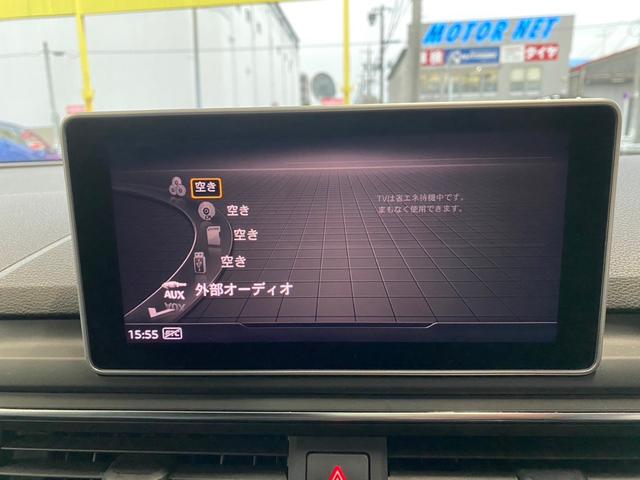 MOTOR NET
タイヤ
空き
TVは省エネ待機中です。
まもなく使用できます。
空き
空き
空き
AUX 外部オーディオ
15:55